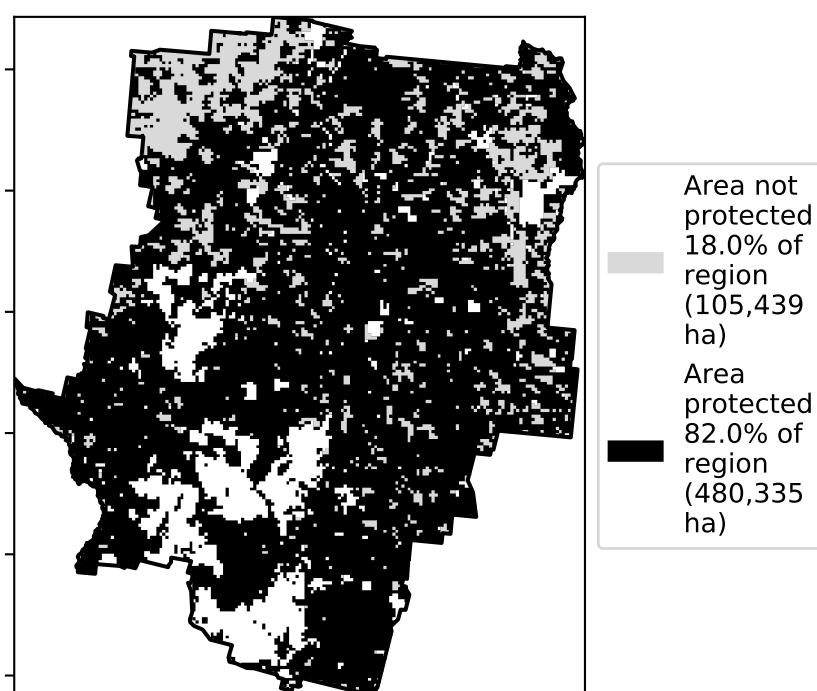 Area not
protected
18.0% of
region
(105,439
ha)
Area
protected
82.0% of
region
(480,335
ha)